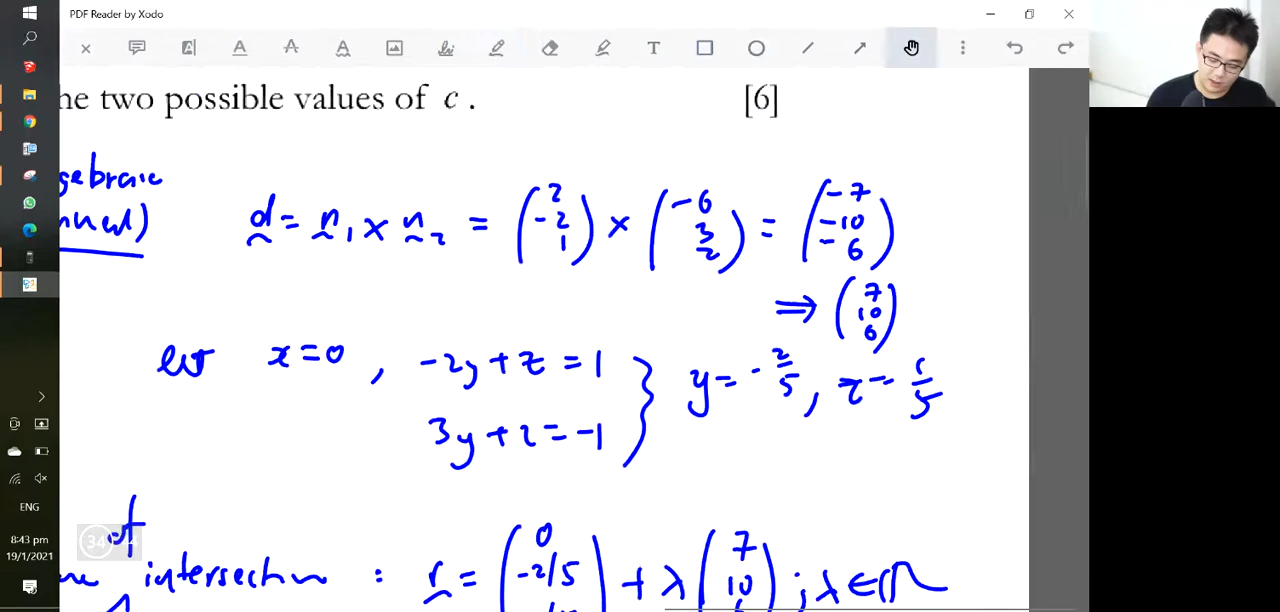 PDF Reader by Xodo
he two possible values of c . [6]
gebraic
d = n₁ × n₂ = (2 -2 1) × (-6 3 2) = (-7 -10 -6)
⇒ (7 10 6)
let x = 0 , -2y + z = 1
3y + z = -1
} y = -2/5 , z = 1/5
of
intersection : r = (0 -2/5 + λ (7 10 ; λ ∈ ℝ
ENG
8:43 pm
19/1/2021
34